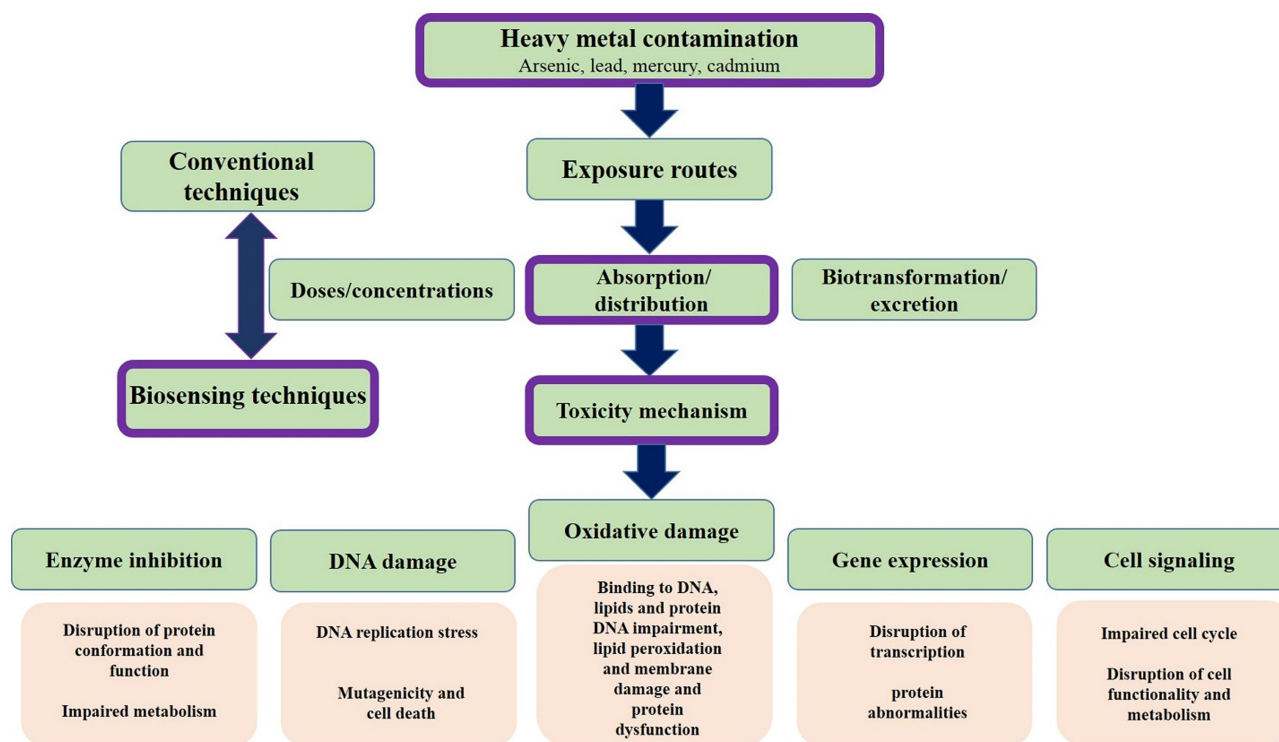 Heavy metal contamination
Arsenic, lead, mercury, cadmium
Conventional
techniques
Exposure routes
Doses/concentrations
Absorption/
distribution
Biotransformation/
excretion
Biosensing techniques
Toxicity mechanism
Enzyme inhibition
DNA damage
Oxidative damage
Gene expression
Cell signaling
Disruption of protein
conformation and
function
Impaired metabolism
DNA replication stress
Mutagenicity and
cell death
Binding to DNA,
lipids and protein
DNA impairment,
lipid peroxidation
and membrane
damage and
protein
dysfunction
Disruption of
transcription
protein
abnormalities
Impaired cell cycle
Disruption of cell
functionality and
metabolism